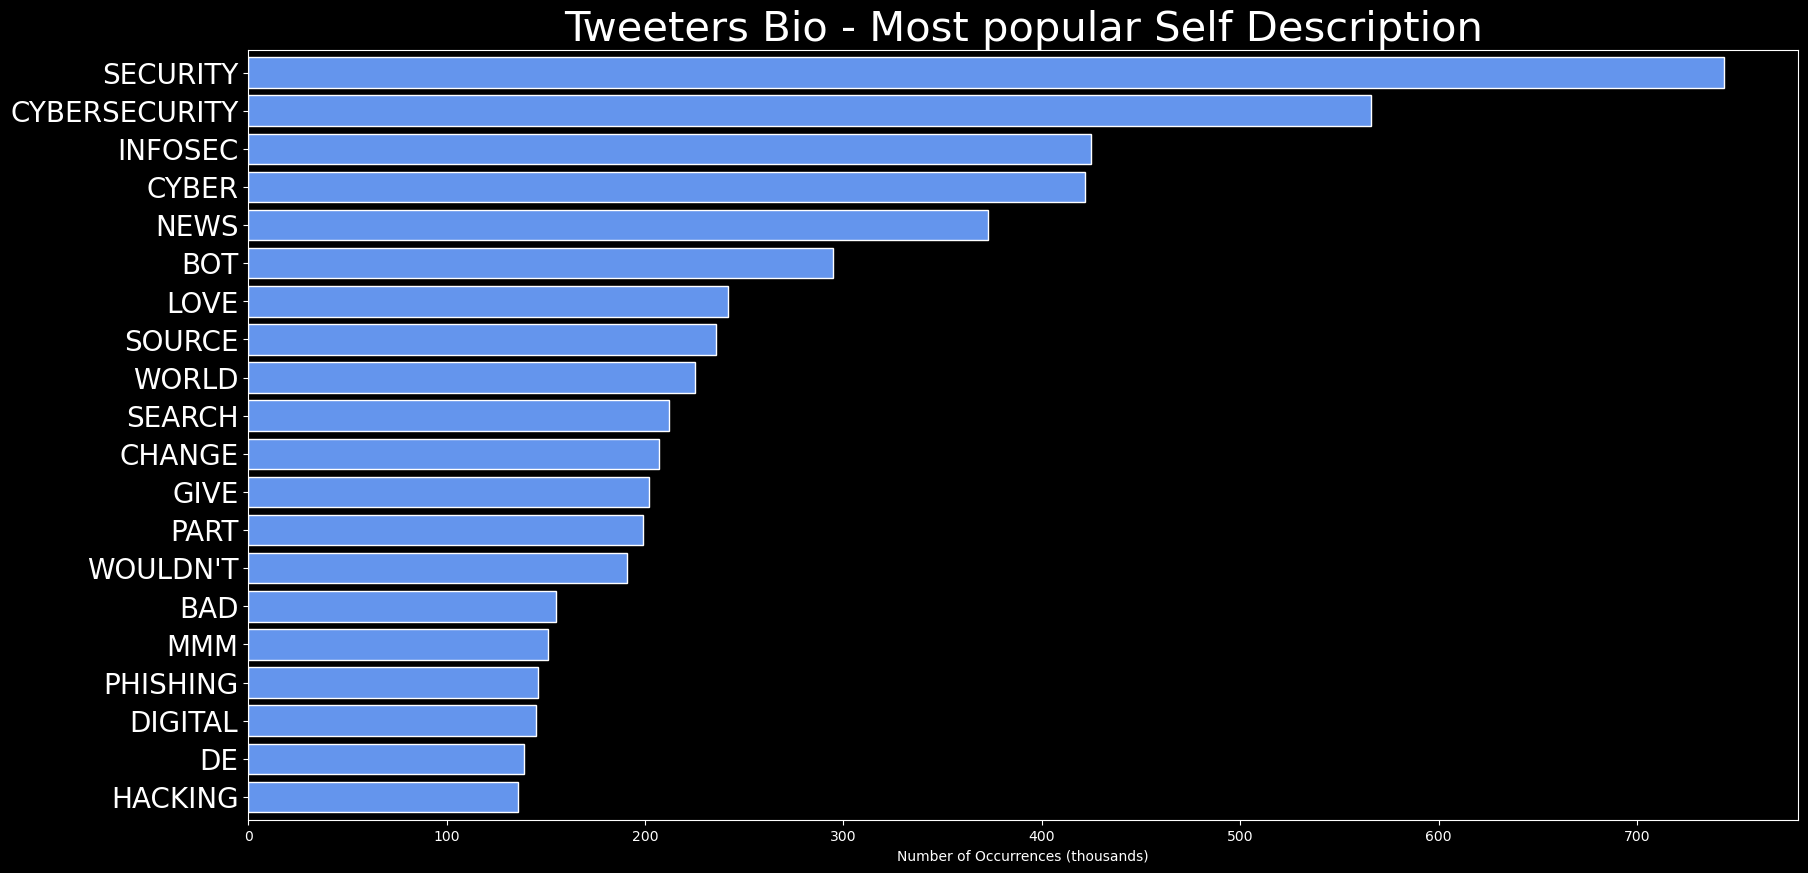 Tweeters Bio - Most popular Self Description
SECURITY
CYBERSECURITY
INFOSEC
CYBER
NEWS
BOT
LOVE
SOURCE
WORLD
SEARCH
CHANGE
GIVE
PART
WOULDN'T
BAD
MMM
PHISHING
DIGITAL
DE
HACKING
0 100 200 300 400 500 600 700
Number of Occurrences (thousands)